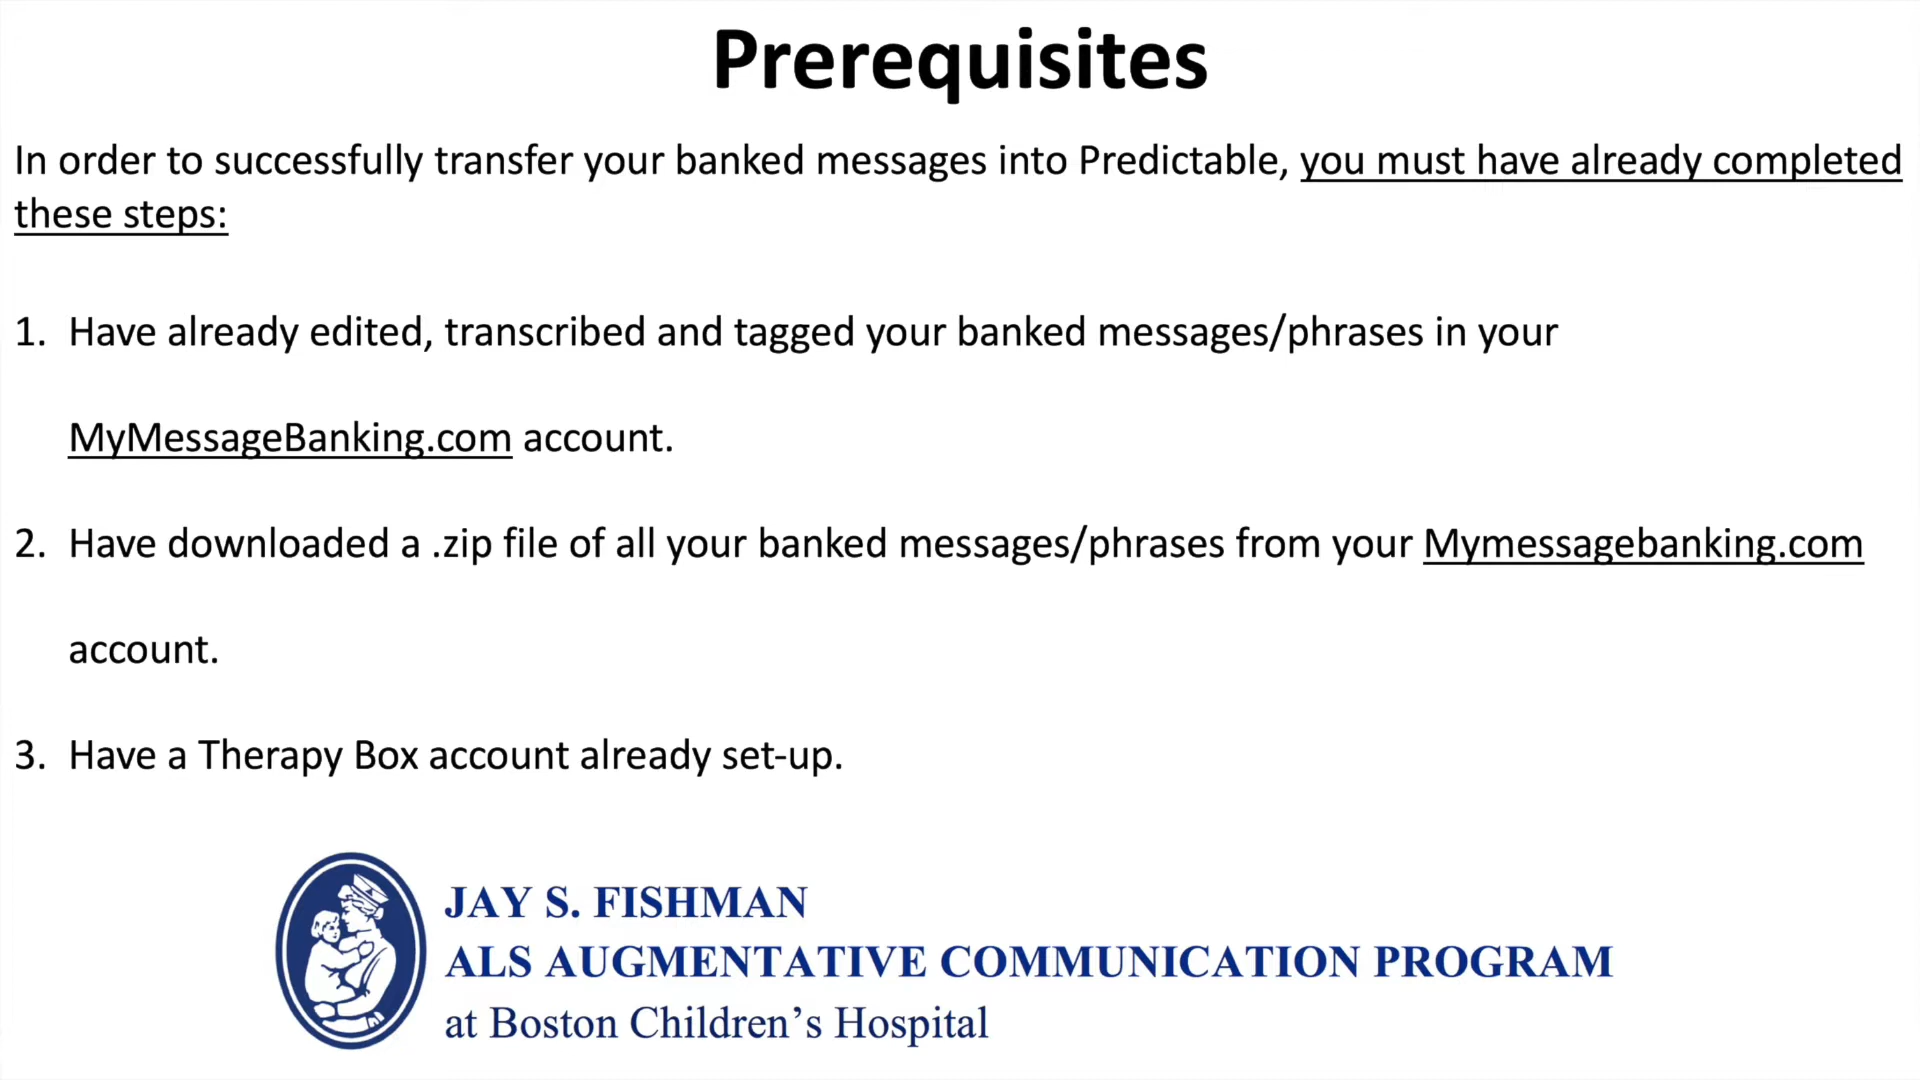 Prerequisites
In order to successfully transfer your banked messages into Predictable, you must have already completed
these steps:
1. Have already edited, transcribed and tagged your banked messages/phrases in your
MyMessageBanking.com account.
2. Have downloaded a .zip file of all your banked messages/phrases from your Mymessagebanking.com
account.
3. Have a Therapy Box account already set-up.
JAY S. FISHMAN
ALS AUGMENTATIVE COMMUNICATION PROGRAM
at Boston Children’s Hospital